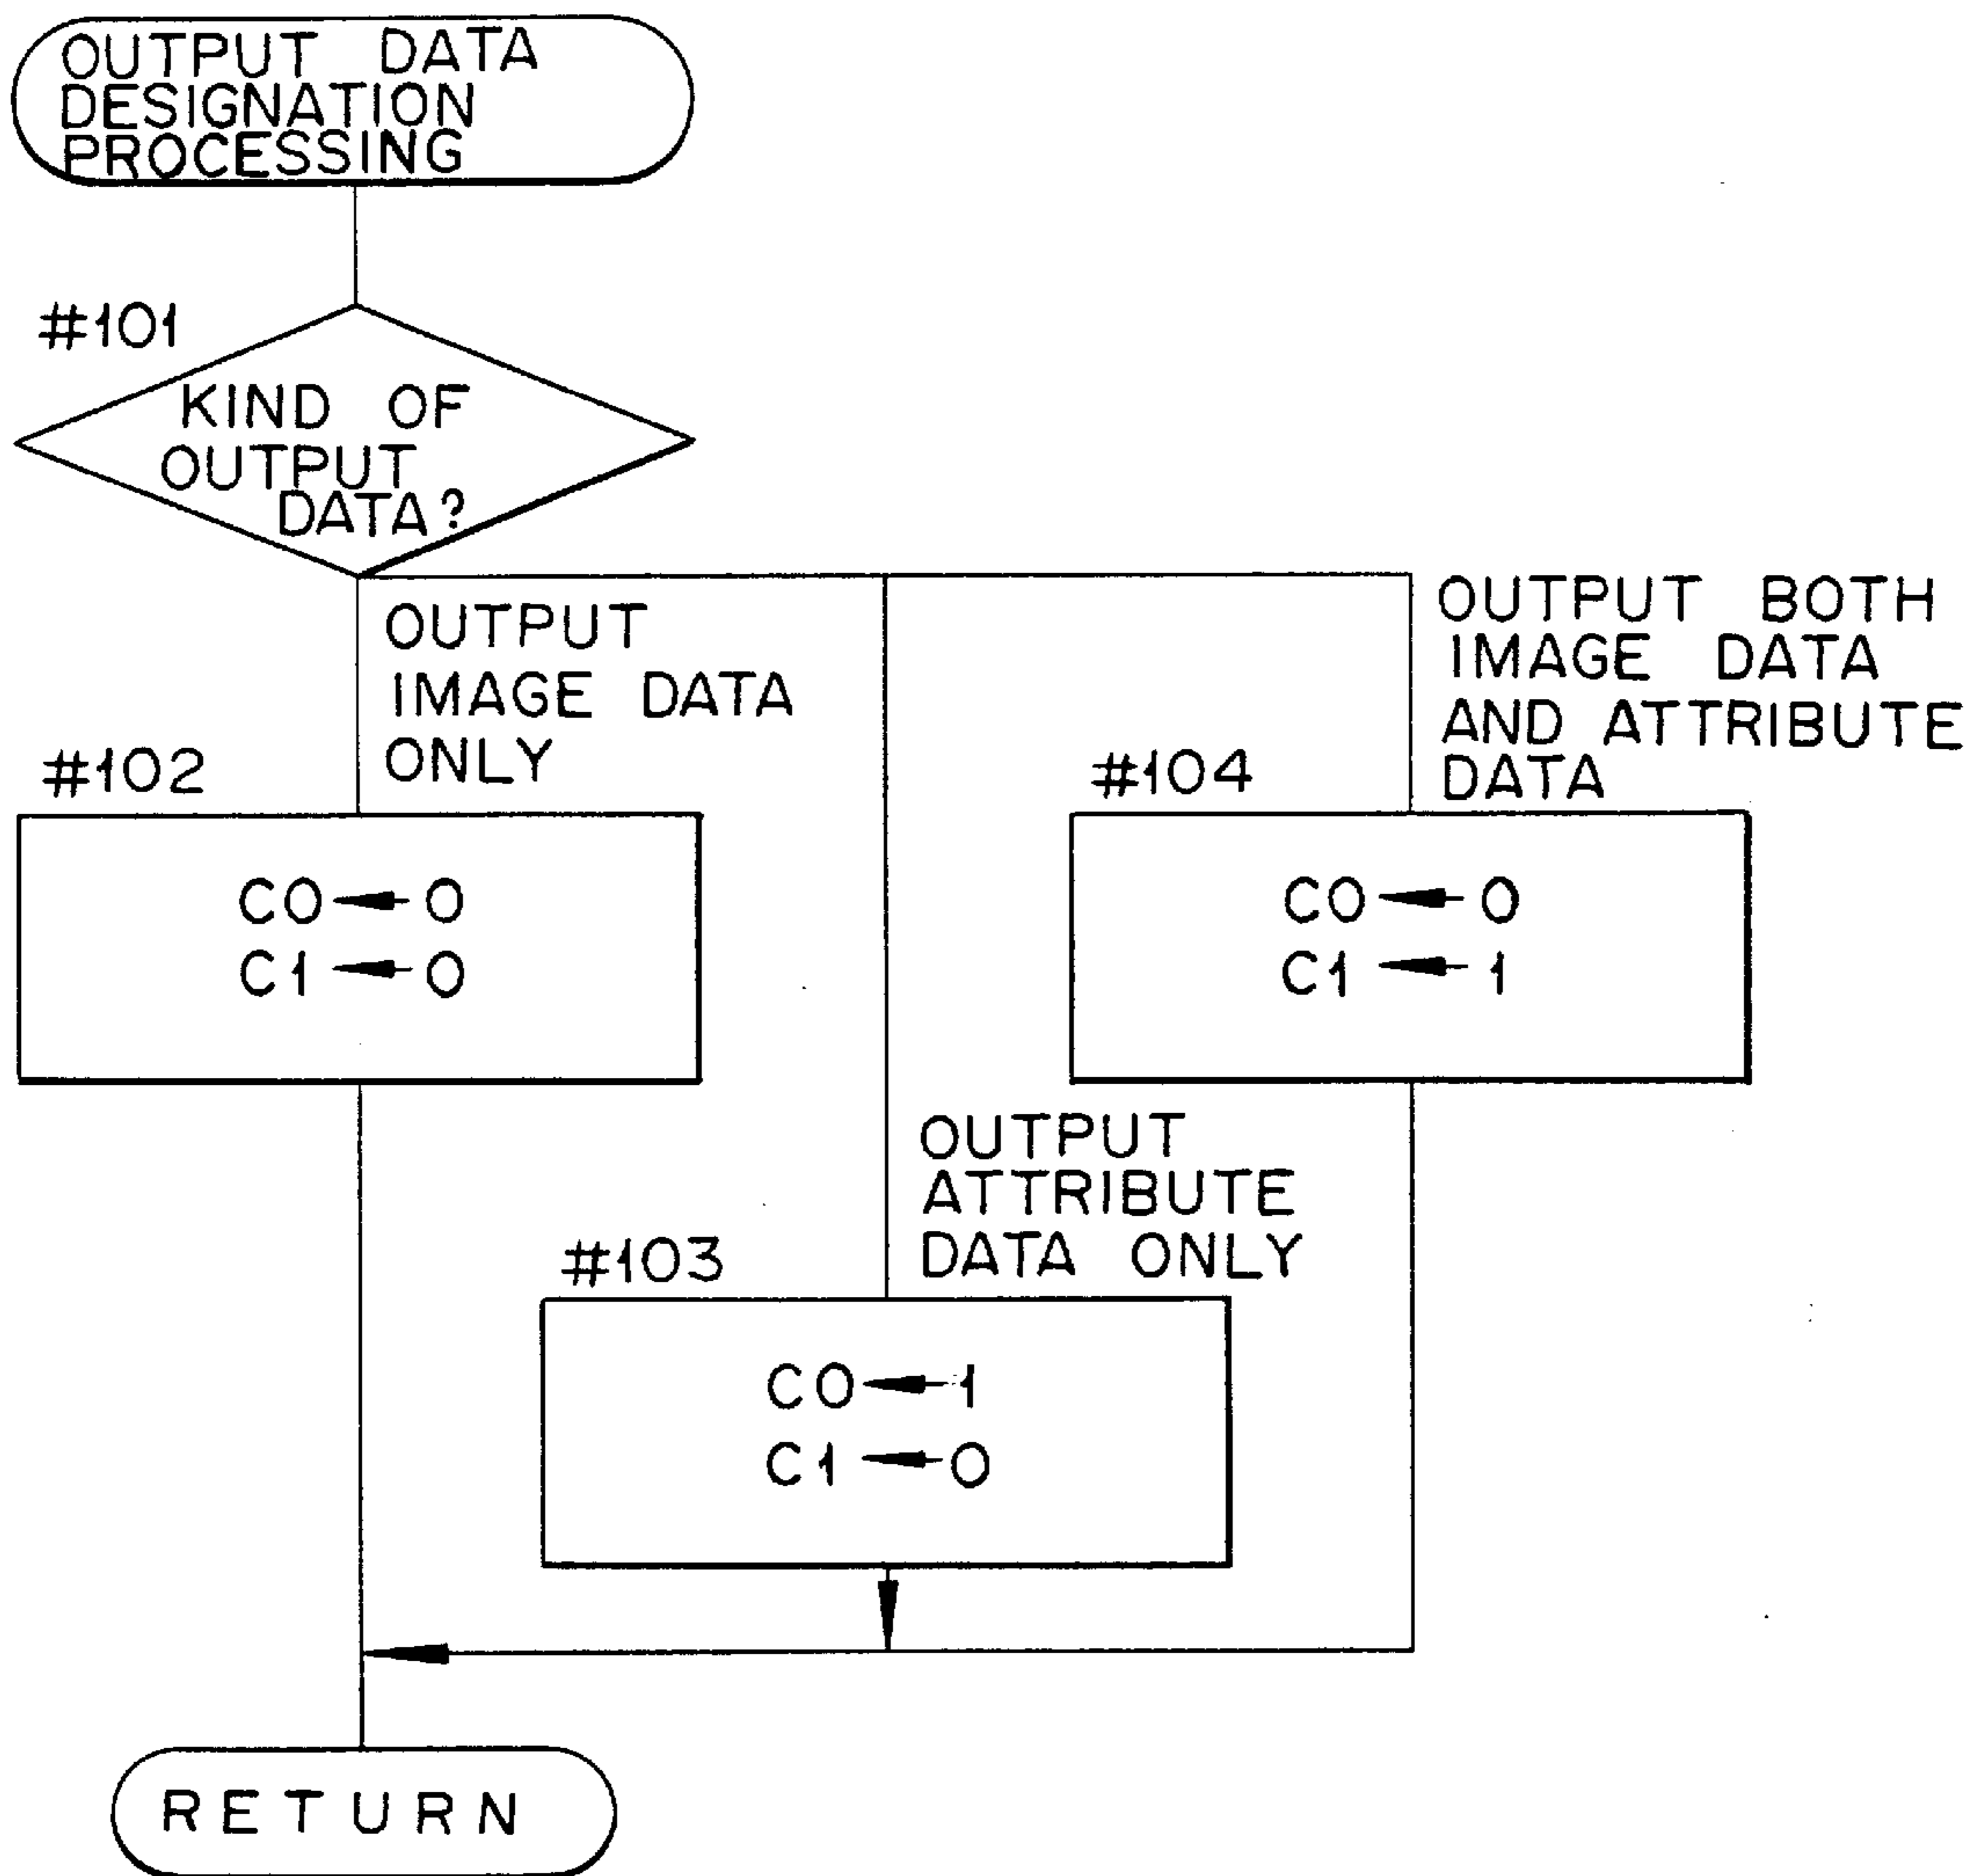 OUTPUT DATA
DESIGNATION
PROCESSING
#101
KIND OF
OUTPUT
DATA?
OUTPUT
IMAGE DATA
ONLY
OUTPUT BOTH
IMAGE DATA
AND ATTRIBUTE
DATA
#102
C0 ← 0
C1 ← 0
#104
C0 ← 0
C1 ← 1
OUTPUT
ATTRIBUTE
DATA ONLY
#103
C0 ← 1
C1 ← 0
RETURN